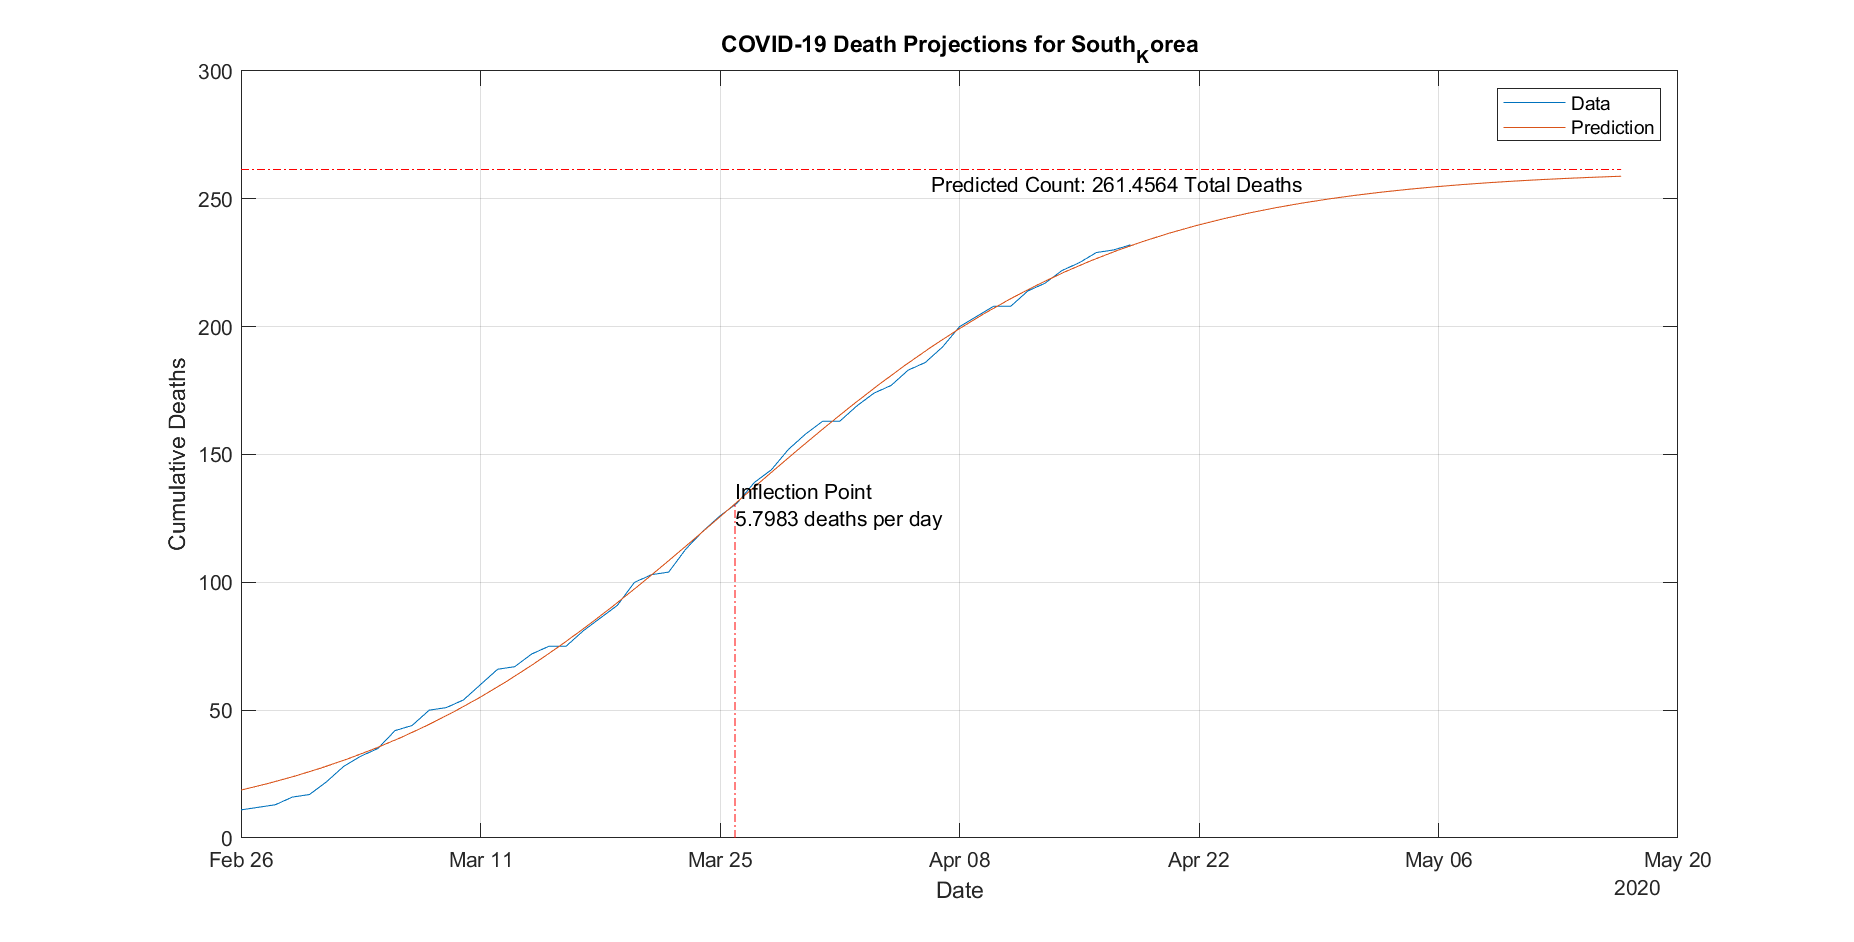 COVID-19 Death Projections for South_Korea
300
250
200
150
100
50
0
Cumulative Deaths
Data
Prediction
Predicted Count: 261.4564 Total Deaths
Inflection Point
5.7983 deaths per day
Feb 26
Mar 11
Mar 25
Apr 08
Apr 22
May 06
May 20
Date
2020